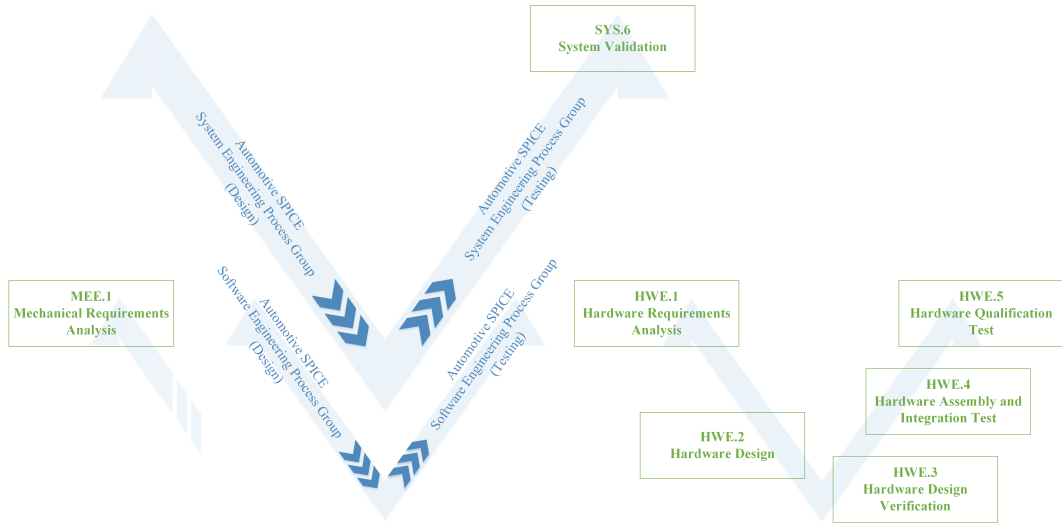 SYS.6
System Validation
Automotive SPICE
System Engineering Process Group
(Design)
Automotive SPICE
System Engineering Process Group
(Testing)
MEE.1
Mechanical Requirements
Analysis
Automotive SPICE
Software Engineering Process Group
(Design)
Automotive SPICE
Software Engineering Process Group
(Testing)
HWE.1
Hardware Requirements
Analysis
HWE.5
Hardware Qualification
Test
HWE.4
Hardware Assembly and
Integration Test
HWE.2
Hardware Design
HWE.3
Hardware Design
Verification